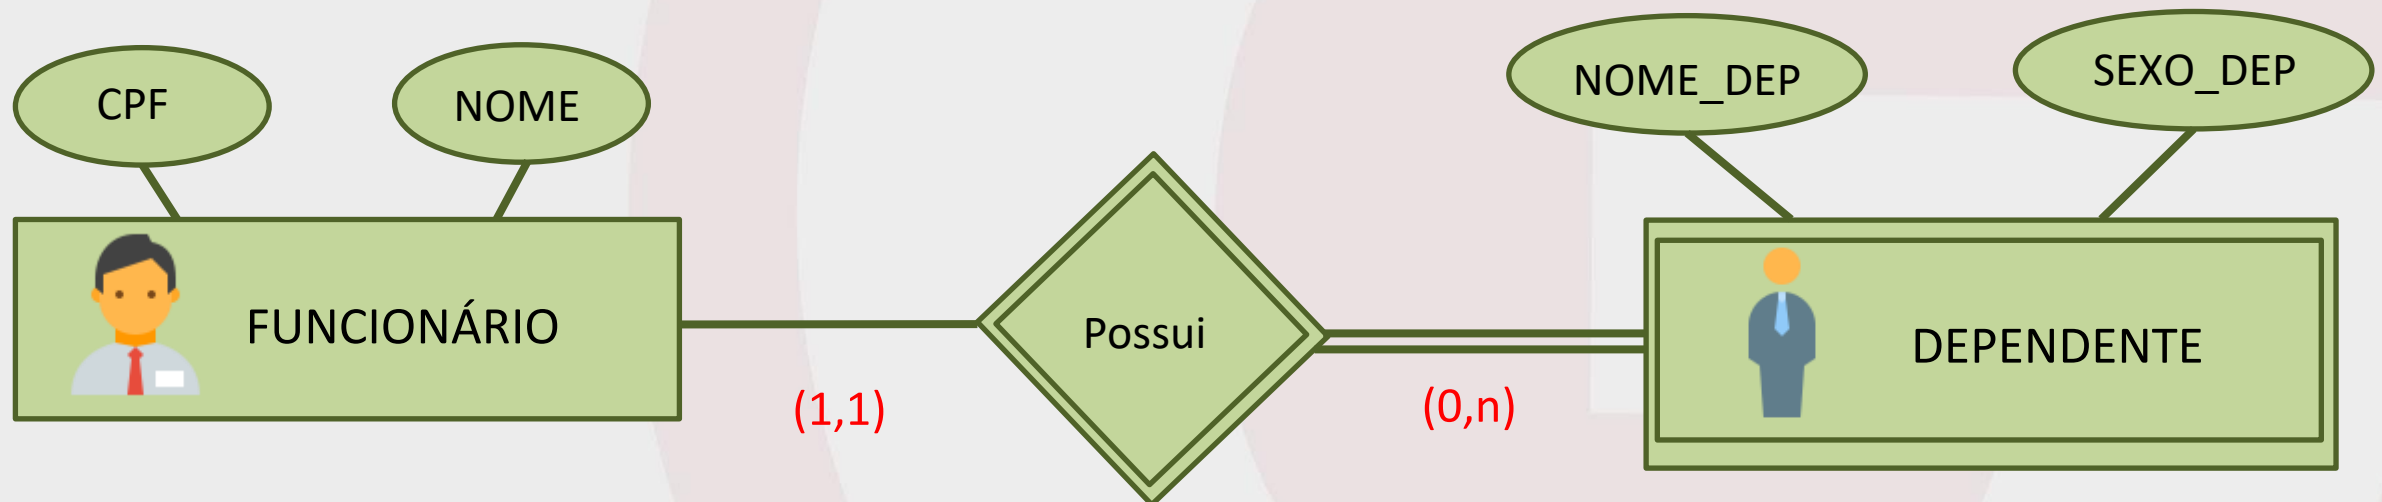 CPF
NOME
NOME_DEP
SEXO_DEP
FUNCIONÁRIO
Possui
DEPENDENTE
(1,1)
(0,n)